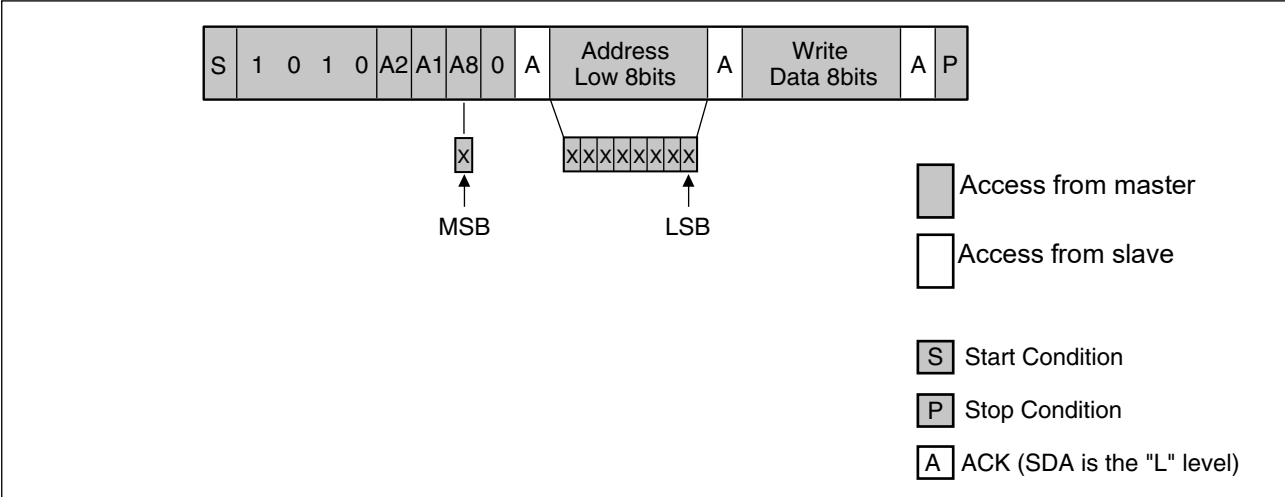 S 1 0 1 0 A2 A1 A8 0 A Address Low 8bits A Write Data 8bits A P
X
X X X X X X X X
MSB
LSB
Access from master
Access from slave
S Start Condition
P Stop Condition
A ACK (SDA is the "L" level)